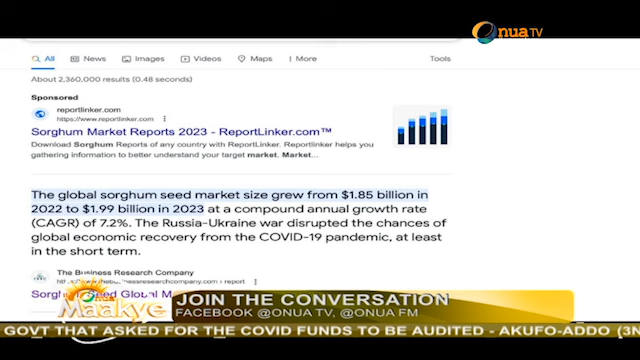 Onua TV
All
News
Images
Videos
Maps
More
Tools
About 2,360,000 results (0.48 seconds)
Sponsored
reportlinker.com
https://www.reportlinker.com
Sorghum Market Reports 2023 - ReportLinker.com™
Download Sorghum Reports of any country with ReportLinker. Reportlinker helps you
gathering information to better understand your target market. Market...
The global sorghum seed market size grew from $1.85 billion in
2022 to $1.99 billion in 2023 at a compound annual growth rate
(CAGR) of 7.2%. The Russia-Ukraine war disrupted the chances of
global economic recovery from the COVID-19 pandemic, at least
in the short term.
The Business Research Company
businessresearchcompany.com › report
Seed Global M
Onua
Maakye
JOIN THE CONVERSATION
FACEBOOK @ONUA TV, @ONUA FM
GOVT THAT ASKED FOR THE COVID FUNDS TO BE AUDITED - AKUFO-ADDO (3N